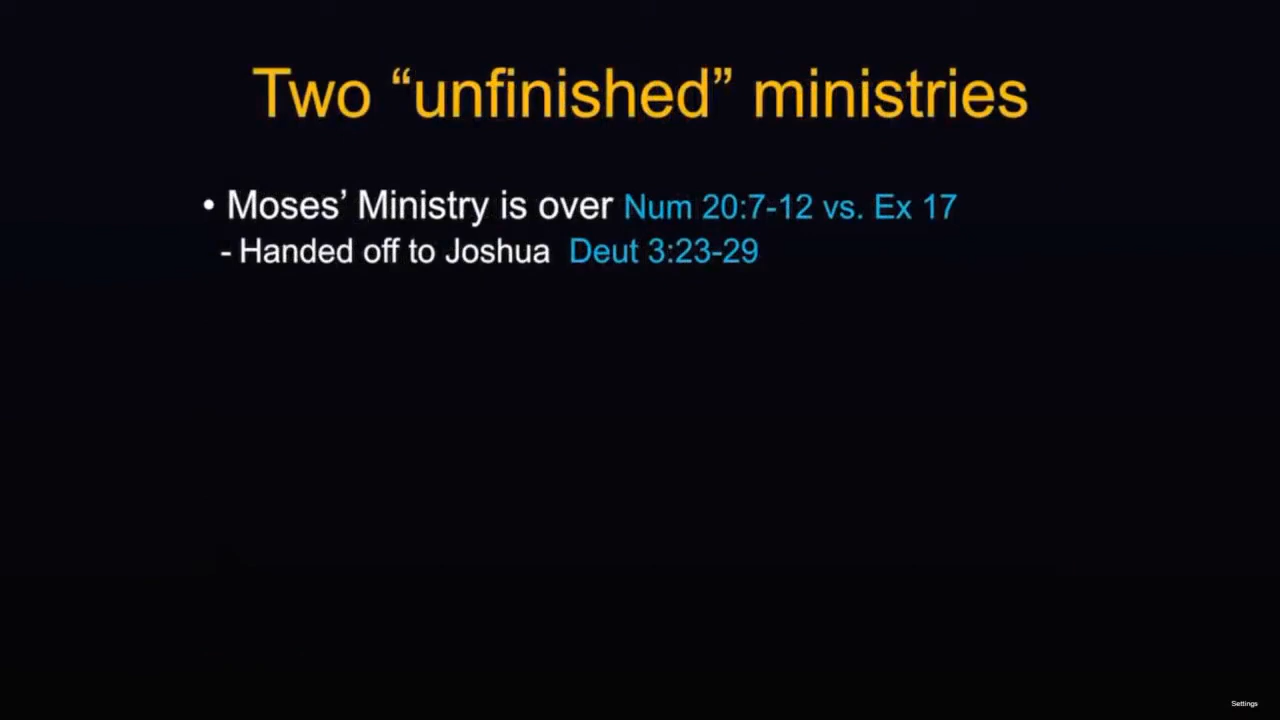 Two “unfinished” ministries
• Moses’ Ministry is over Num 20:7-12 vs. Ex 17
- Handed off to Joshua Deut 3:23-29
Settings